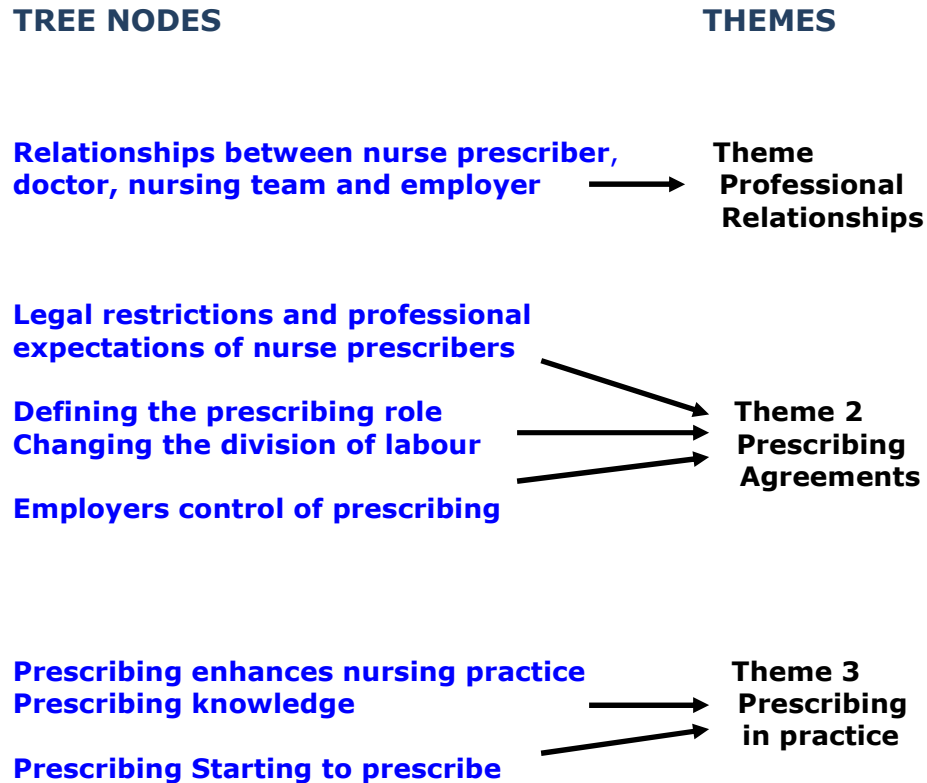 TREE NODES THEMES
Relationships between nurse prescriber, Theme
doctor, nursing team and employer Professional
Relationships
Legal restrictions and professional
expectations of nurse prescribers
Defining the prescribing role Theme 2
Changing the division of labour Prescribing
Agreements
Employers control of prescribing
Prescribing enhances nursing practice Theme 3
Prescribing knowledge Prescribing
in practice
Prescribing Starting to prescribe